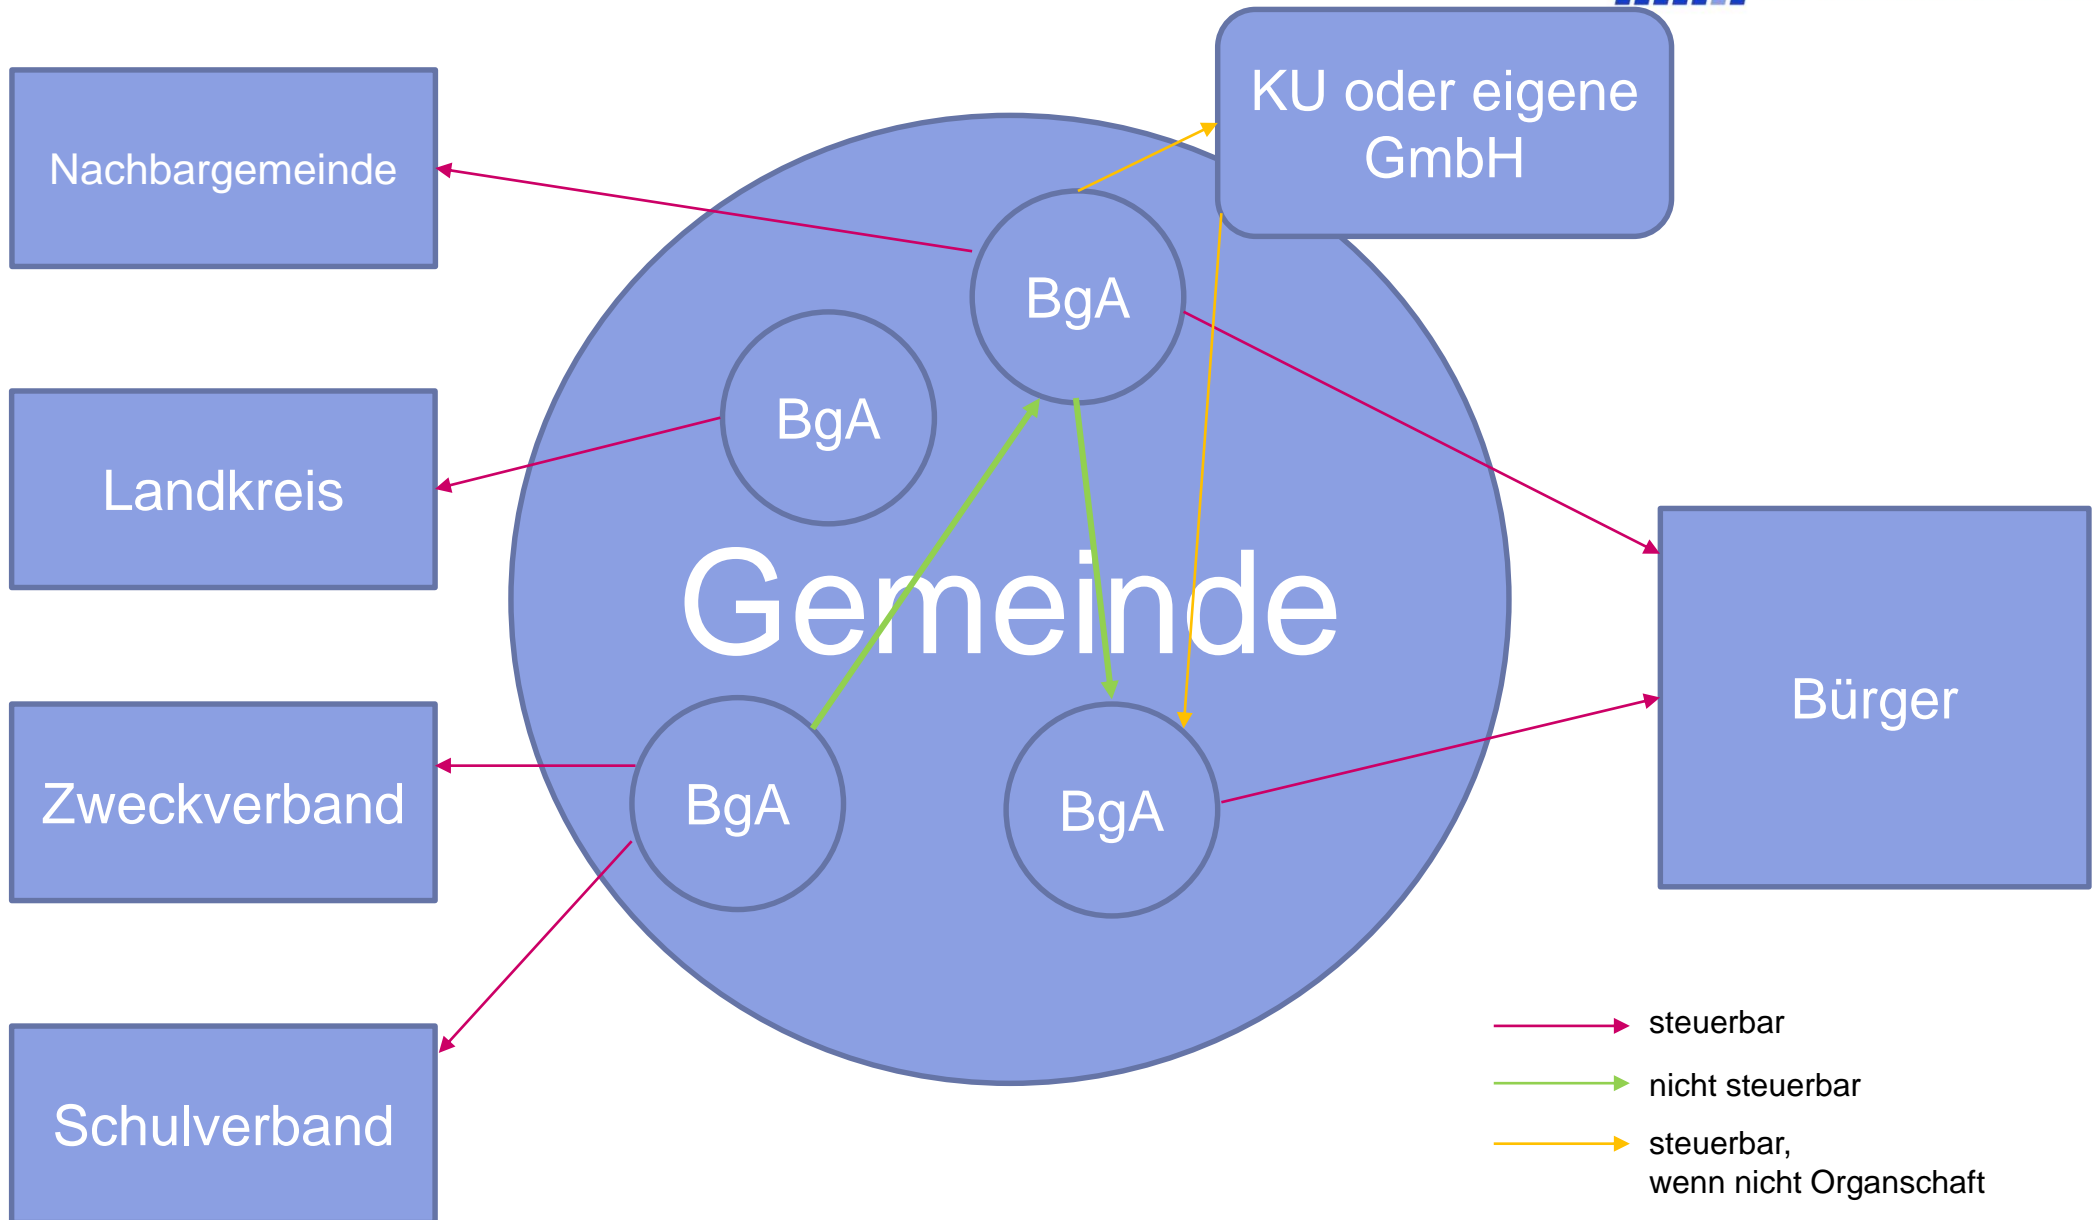 KU oder eigene
GmbH
Nachbargemeinde
BgA
BgA
Landkreis
Gemeinde
Bürger
Zweckverband
BgA
BgA
steuerbar
nicht steuerbar
Schulverband
steuerbar,
wenn nicht Organschaft